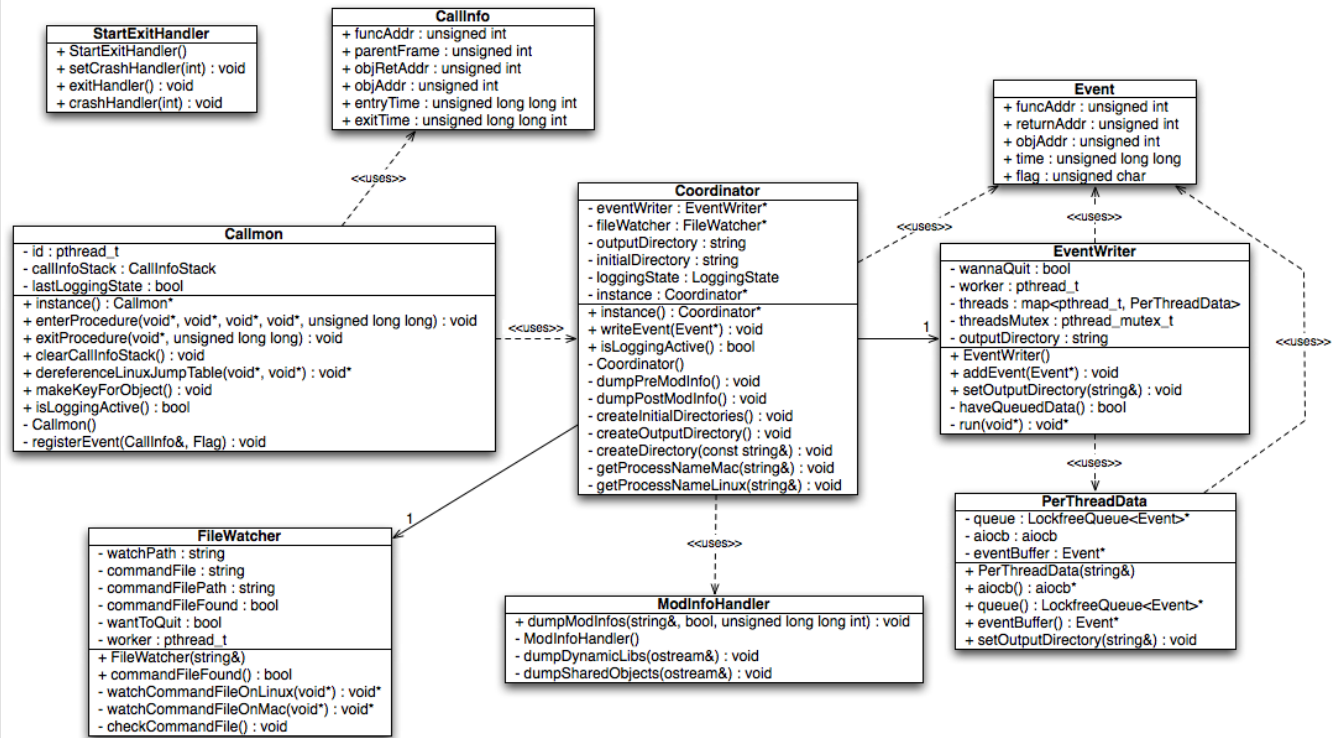 StartExitHandler
+ StartExitHandler()
+ setCrashHandler(int) : void
+ exitHandler() : void
+ crashHandler(int) : void
CallInfo
+ funcAddr : unsigned int
+ parentFrame : unsigned int
+ objRetAddr : unsigned int
+ objAddr : unsigned int
+ entryTime : unsigned long long int
+ exitTime : unsigned long long int
Event
+ funcAddr : unsigned int
+ returnAddr : unsigned int
+ objAddr : unsigned int
+ time : unsigned long long
+ flag : unsigned char
<<uses>>
Callmon
- id : pthread_t
- callInfoStack : CallInfoStack
- lastLoggingState : bool
+ instance() : Callmon*
+ enterProcedure(void*, void*, void*, void*, unsigned long long) : void
+ exitProcedure(void*, unsigned long long) : void
+ clearCallInfoStack() : void
+ dereferenceLinuxJumpTable(void*, void*) : void*
+ makeKeyForObject() : void
+ isLoggingActive() : bool
- Callmon()
- registerEvent(CallInfo&, Flag) : void
<<uses>>
Coordinator
- eventWriter : EventWriter*
- fileWatcher : FileWatcher*
- outputDirectory : string
- initialDirectory : string
- loggingState : LoggingState
- instance : Coordinator*
+ instance() : Coordinator*
+ writeEvent(Event*) : void
+ isLoggingActive() : bool
- Coordinator()
- dumpPreModInfo() : void
- dumpPostModInfo() : void
- createInitialDirectories() : void
- createOutputDirectory() : void
- createDirectory(const string&) : void
- getProcessNameMac(string&) : void
- getProcessNameLinux(string&) : void
<<uses>>
<<uses>>
1
EventWriter
- wannaQuit : bool
- worker : pthread_t
- threads : map<pthread_t, PerThreadData>
- threadsMutex : pthread_mutex_t
- outputDirectory : string
+ EventWriter()
+ addEvent(Event*) : void
+ setOutputDirectory(string&) : void
- haveQueuedData() : bool
- run(void*) : void*
<<uses>>
<<uses>>
1
FileWatcher
- watchPath : string
- commandFile : string
- commandFilePath : string
- commandFileFound : bool
- wantToQuit : bool
- worker : pthread_t
+ FileWatcher(string&)
+ commandFileFound() : bool
- watchCommandFileOnLinux(void*) : void*
- watchCommandFileOnMac(void*) : void*
- checkCommandFile() : void
<<uses>>
ModInfoHandler
+ dumpModInfos(string&, bool, unsigned long long int) : void
- ModInfoHandler()
- dumpDynamicLibs(ostream&) : void
- dumpSharedObjects(ostream&) : void
PerThreadData
- queue : LockfreeQueue<Event>*
- aiocb : aiocb
- eventBuffer : Event*
+ PerThreadData(string&)
+ aiocb() : aiocb*
+ queue() : LockfreeQueue<Event>*
+ eventBuffer() : Event*
+ setOutputDirectory(string&) : void